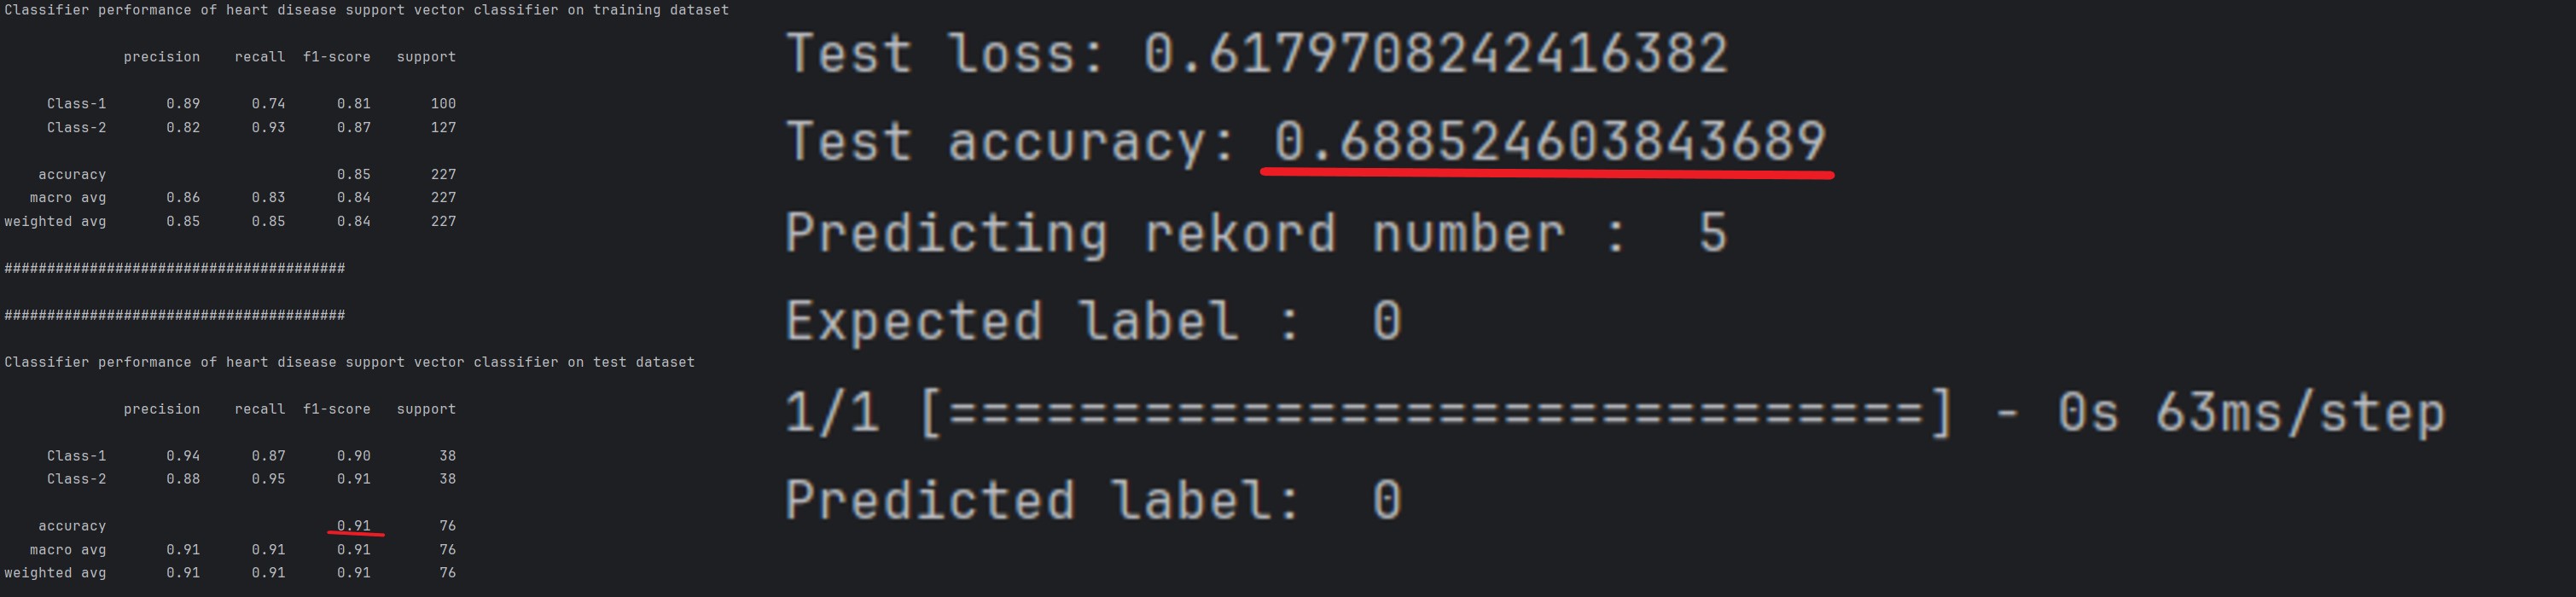 Classifier performance of heart disease support vector classifier on training dataset
precision recall f1-score support
Class-1 0.89 0.74 0.81 100
Class-2 0.82 0.93 0.87 127
accuracy 0.85 227
macro avg 0.86 0.83 0.84 227
weighted avg 0.85 0.85 0.84 227
########################################
########################################
Classifier performance of heart disease support vector classifier on test dataset
precision recall f1-score support
Class-1 0.94 0.87 0.90 38
Class-2 0.88 0.95 0.91 38
accuracy 0.91 76
macro avg 0.91 0.91 0.91 76
weighted avg 0.91 0.91 0.91 76
Test loss: 0.6179708242416382
Test accuracy: 0.688524603843689
Predicting rekord number : 5
Expected label : 0
1/1 [==============================] - 0s 63ms/step
Predicted label: 0